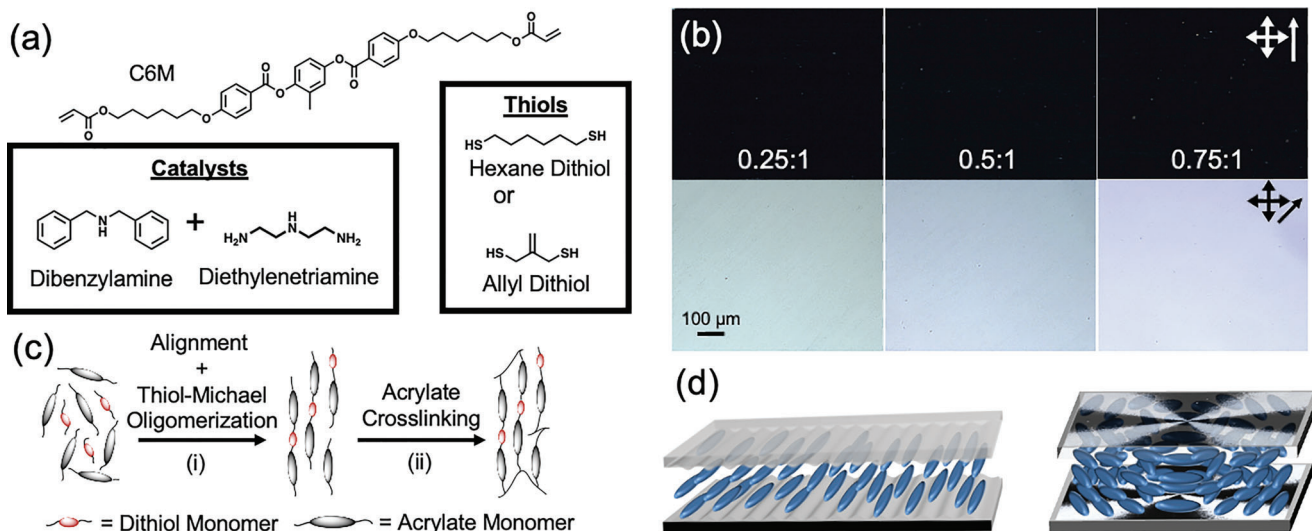 (a)
C6M
O
O
O
O
O
O
O
O
O
O
Catalysts
N
H
+
H
N
H₂N
NH₂
Dibenzylamine
Diethylenetriamine
Thiols
HS
SH
Hexane Dithiol
or
HS
SH
Allyl Dithiol
(b)
0.25:1
0.5:1
0.75:1
100 µm
(c)
Alignment
+
Thiol-Michael
Oligomerization
(i)
Acrylate
Crosslinking
(ii)
= Dithiol Monomer
= Acrylate Monomer
(d)